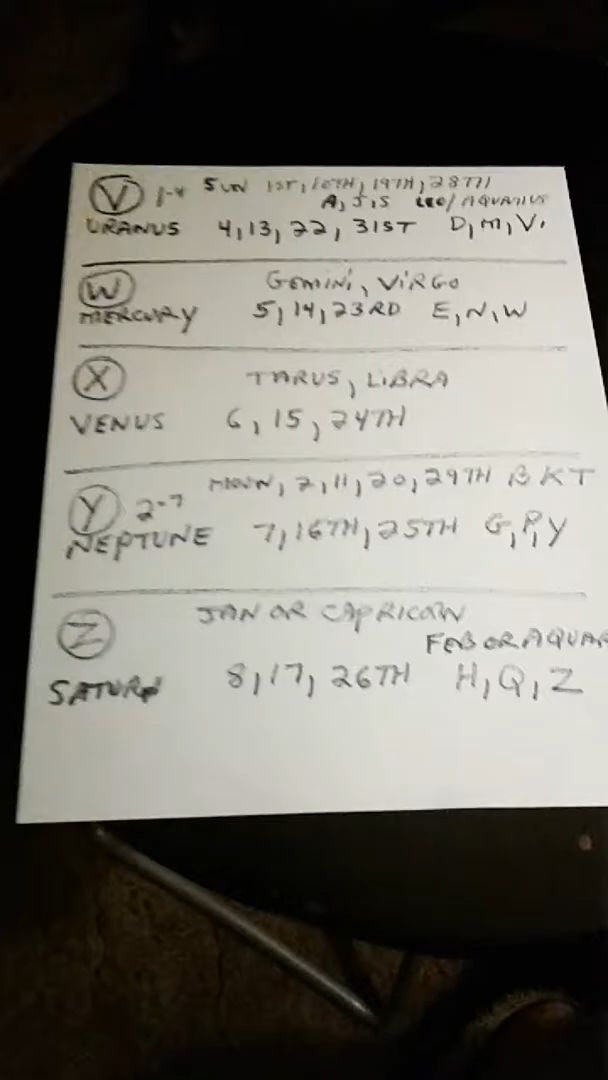 V 1-4 SUN 1ST, 10TH, 19TH, 28TH
A, J, S LEO/AQUARIUS
URANUS 4, 13, 22, 31ST D, M, V.
W GEMINI, VIRGO
MERCURY 5, 14, 23RD E, N, W
X TARUS, LIBRA
VENUS 6, 15, 24TH
MOON, 2, 11, 20, 29TH B K T
Y 2-7
NEPTUNE 7, 16TH, 25TH G, P, Y
JAN OR CAPRICORN
Z FEB OR AQUAR
SATURN 8, 17, 26TH H, Q, Z